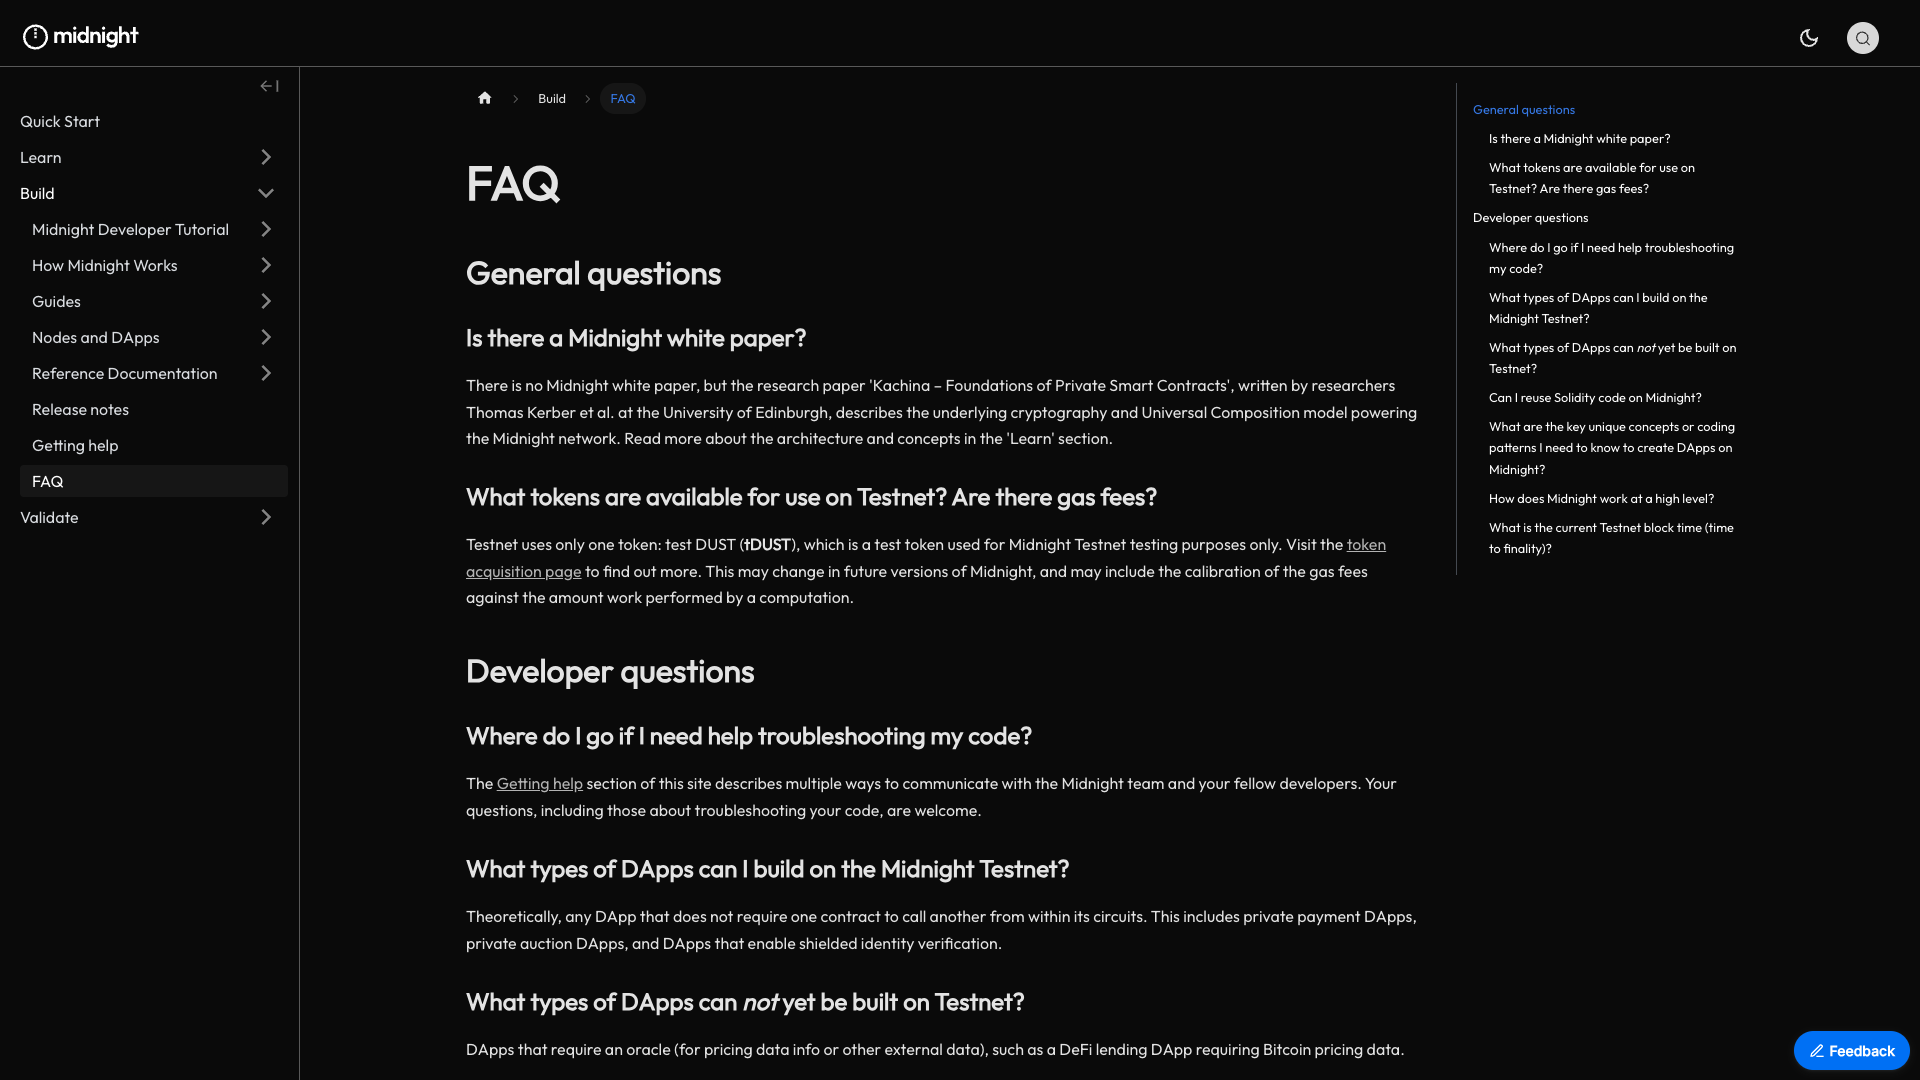 midnight
Quick Start
Learn
Build
Midnight Developer Tutorial
How Midnight Works
Guides
Nodes and DApps
Reference Documentation
Release notes
Getting help
FAQ
Validate
Build
FAQ
FAQ
General questions
Is there a Midnight white paper?
There is no Midnight white paper, but the research paper 'Kachina – Foundations of Private Smart Contracts', written by researchers
Thomas Kerber et al. at the University of Edinburgh, describes the underlying cryptography and Universal Composition model powering
the Midnight network. Read more about the architecture and concepts in the 'Learn' section.
What tokens are available for use on Testnet? Are there gas fees?
Testnet uses only one token: test DUST (tDUST), which is a test token used for Midnight Testnet testing purposes only. Visit the token
acquisition page to find out more. This may change in future versions of Midnight, and may include the calibration of the gas fees
against the amount work performed by a computation.
Developer questions
Where do I go if I need help troubleshooting my code?
The Getting help section of this site describes multiple ways to communicate with the Midnight team and your fellow developers. Your
questions, including those about troubleshooting your code, are welcome.
What types of DApps can I build on the Midnight Testnet?
Theoretically, any DApp that does not require one contract to call another from within its circuits. This includes private payment DApps,
private auction DApps, and DApps that enable shielded identity verification.
What types of DApps can not yet be built on Testnet?
DApps that require an oracle (for pricing data info or other external data), such as a DeFi lending DApp requiring Bitcoin pricing data.
General questions
Is there a Midnight white paper?
What tokens are available for use on
Testnet? Are there gas fees?
Developer questions
Where do I go if I need help troubleshooting
my code?
What types of DApps can I build on the
Midnight Testnet?
What types of DApps can not yet be built on
Testnet?
Can I reuse Solidity code on Midnight?
What are the key unique concepts or coding
patterns I need to know to create DApps on
Midnight?
How does Midnight work at a high level?
What is the current Testnet block time (time
to finality)?
Feedback